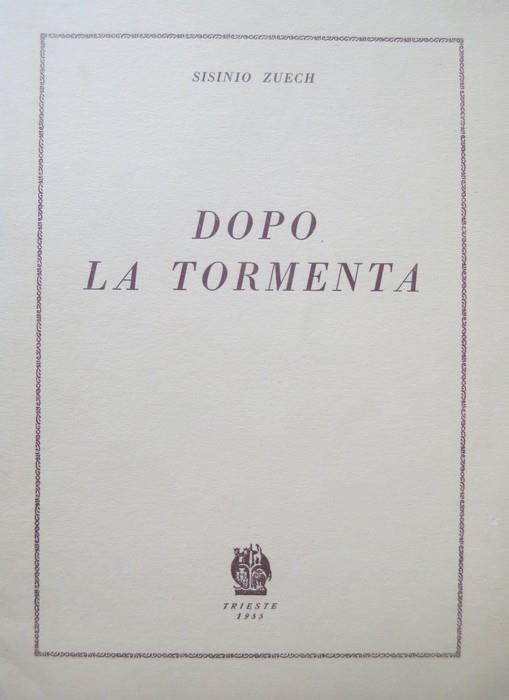 SISINIO ZUECH
DOPO
LA TORMENTA
TRIESTE
1955